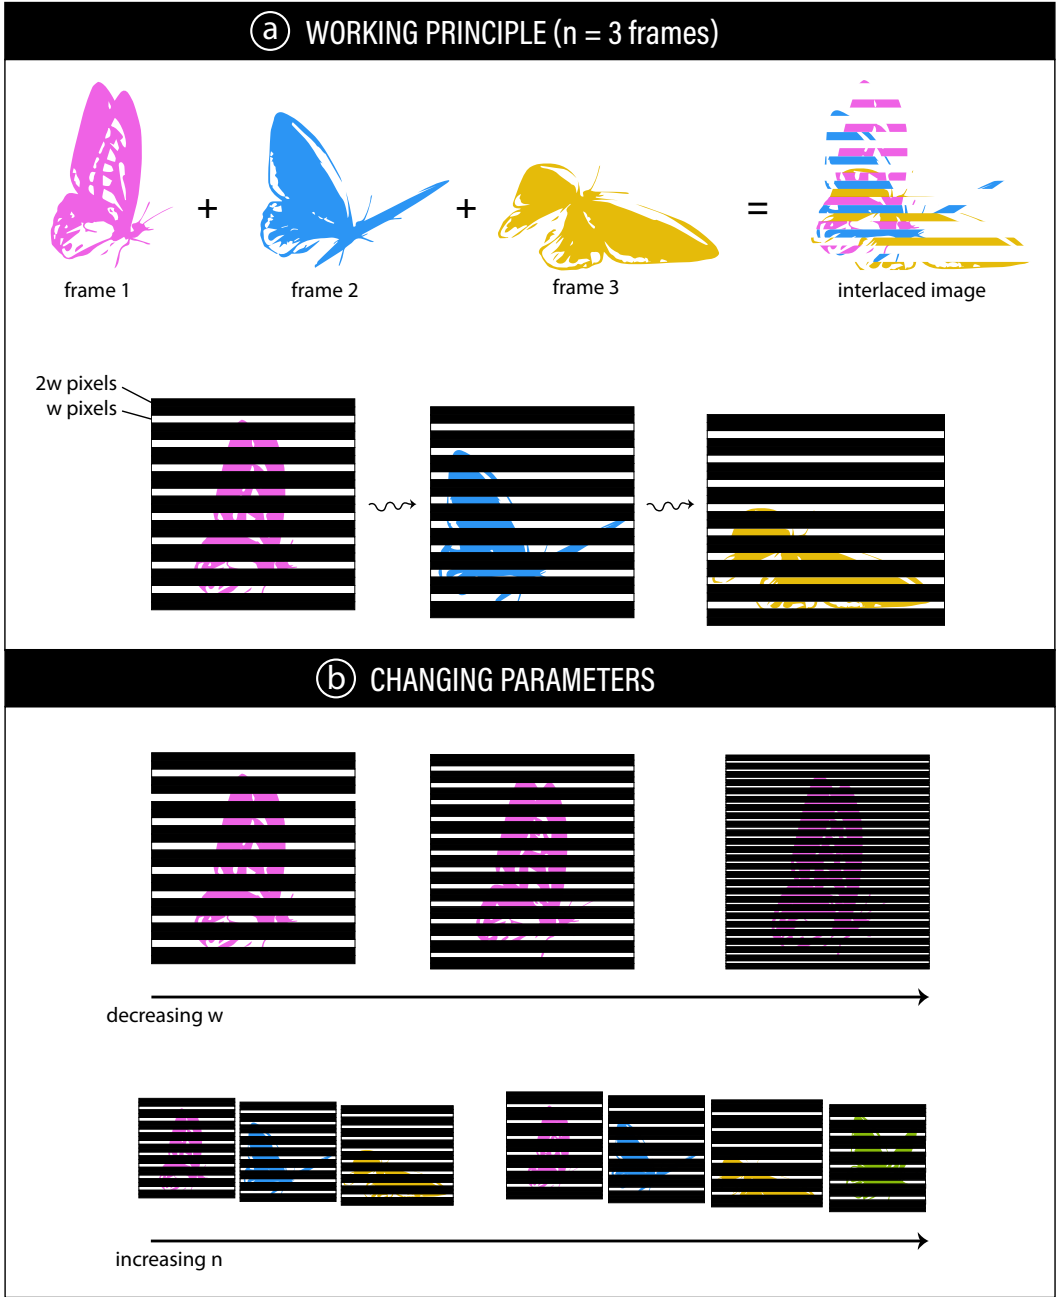 a WORKING PRINCIPLE (n = 3 frames)
+ + =
frame 1 frame 2 frame 3 interlaced image
2w pixels
w pixels
b CHANGING PARAMETERS
decreasing w
increasing n